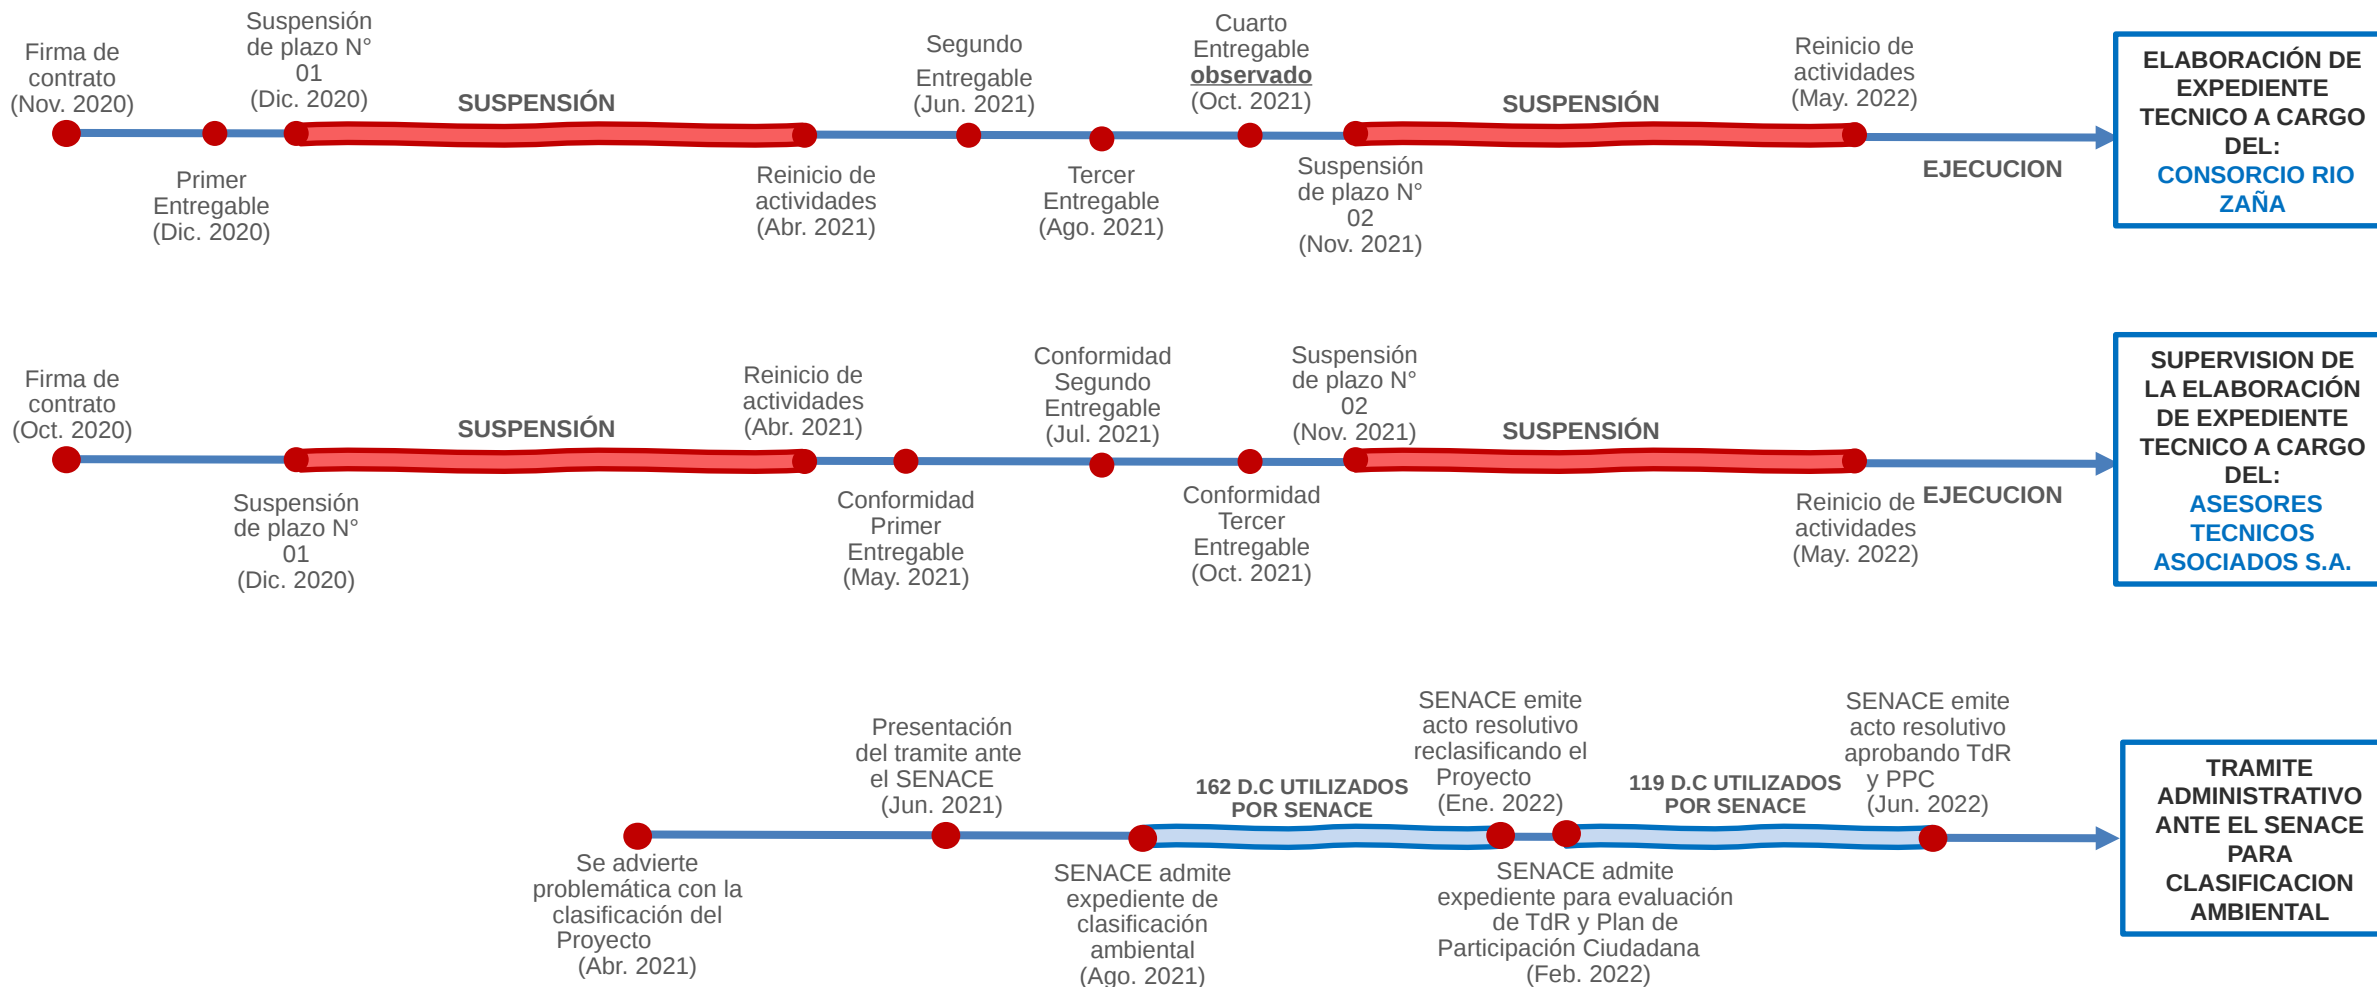 Firma de
contrato
(Nov. 2020)
Primer
Entregable
(Dic. 2020)
Suspensión
de plazo N°
01
(Dic. 2020)
SUSPENSIÓN
Reinicio de
actividades
(Abr. 2021)
Segundo
Entregable
(Jun. 2021)
Tercer
Entregable
(Ago. 2021)
Cuarto
Entregable
observado
(Oct. 2021)
Suspensión
de plazo N°
02
(Nov. 2021)
SUSPENSIÓN
Reinicio de
actividades
(May. 2022)
EJECUCION
ELABORACIÓN DE
EXPEDIENTE
TECNICO A CARGO
DEL:
CONSORCIO RIO
ZAÑA
Firma de
contrato
(Oct. 2020)
Suspensión
de plazo N°
01
(Dic. 2020)
SUSPENSIÓN
Reinicio de
actividades
(Abr. 2021)
Conformidad
Primer
Entregable
(May. 2021)
Conformidad
Segundo
Entregable
(Jul. 2021)
Conformidad
Tercer
Entregable
(Oct. 2021)
Suspensión
de plazo N°
02
(Nov. 2021)
SUSPENSIÓN
Reinicio de
actividades
(May. 2022)
EJECUCION
SUPERVISION DE
LA ELABORACIÓN
DE EXPEDIENTE
TECNICO A CARGO
DEL:
ASESORES
TECNICOS
ASOCIADOS S.A.
Se advierte
problemática con la
clasificación del
Proyecto
(Abr. 2021)
Presentación
del tramite ante
el SENACE
(Jun. 2021)
SENACE admite
expediente de
clasificación
ambiental
(Ago. 2021)
162 D.C UTILIZADOS
POR SENACE
SENACE emite
acto resolutivo
reclasificando el
Proyecto
(Ene. 2022)
SENACE admite
expediente para evaluación
de TdR y Plan de
Participación Ciudadana
(Feb. 2022)
119 D.C UTILIZADOS
POR SENACE
SENACE emite
acto resolutivo
aprobando TdR
y PPC
(Jun. 2022)
TRAMITE
ADMINISTRATIVO
ANTE EL SENACE
PARA
CLASIFICACION
AMBIENTAL